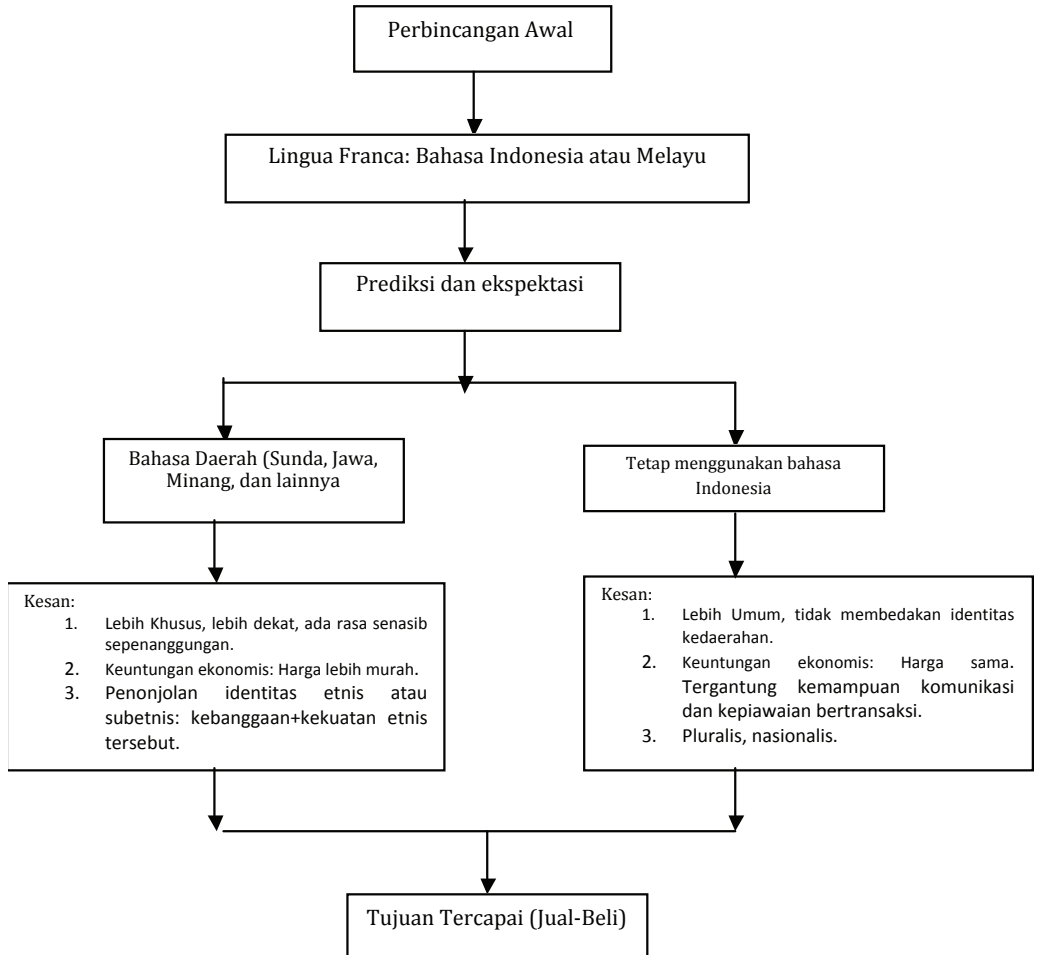 Perbincangan Awal
Lingua Franca: Bahasa Indonesia atau Melayu
Prediksi dan ekspektasi
Bahasa Daerah (Sunda, Jawa,
Minang, dan lainnya
Tetap menggunakan bahasa
Indonesia
Kesan:
1. Lebih Khusus, lebih dekat, ada rasa senasib
sepenanggungan.
2. Keuntungan ekonomis: Harga lebih murah.
3. Penonjolan identitas etnis atau
subetnis: kebanggaan+kekuatan etnis
tersebut.
Kesan:
1. Lebih Umum, tidak membedakan identitas
kedaerahan.
2. Keuntungan ekonomis: Harga sama.
Tergantung kemampuan komunikasi
dan kepiawaian bertransaksi.
3. Pluralis, nasionalis.
Tujuan Tercapai (Jual-Beli)